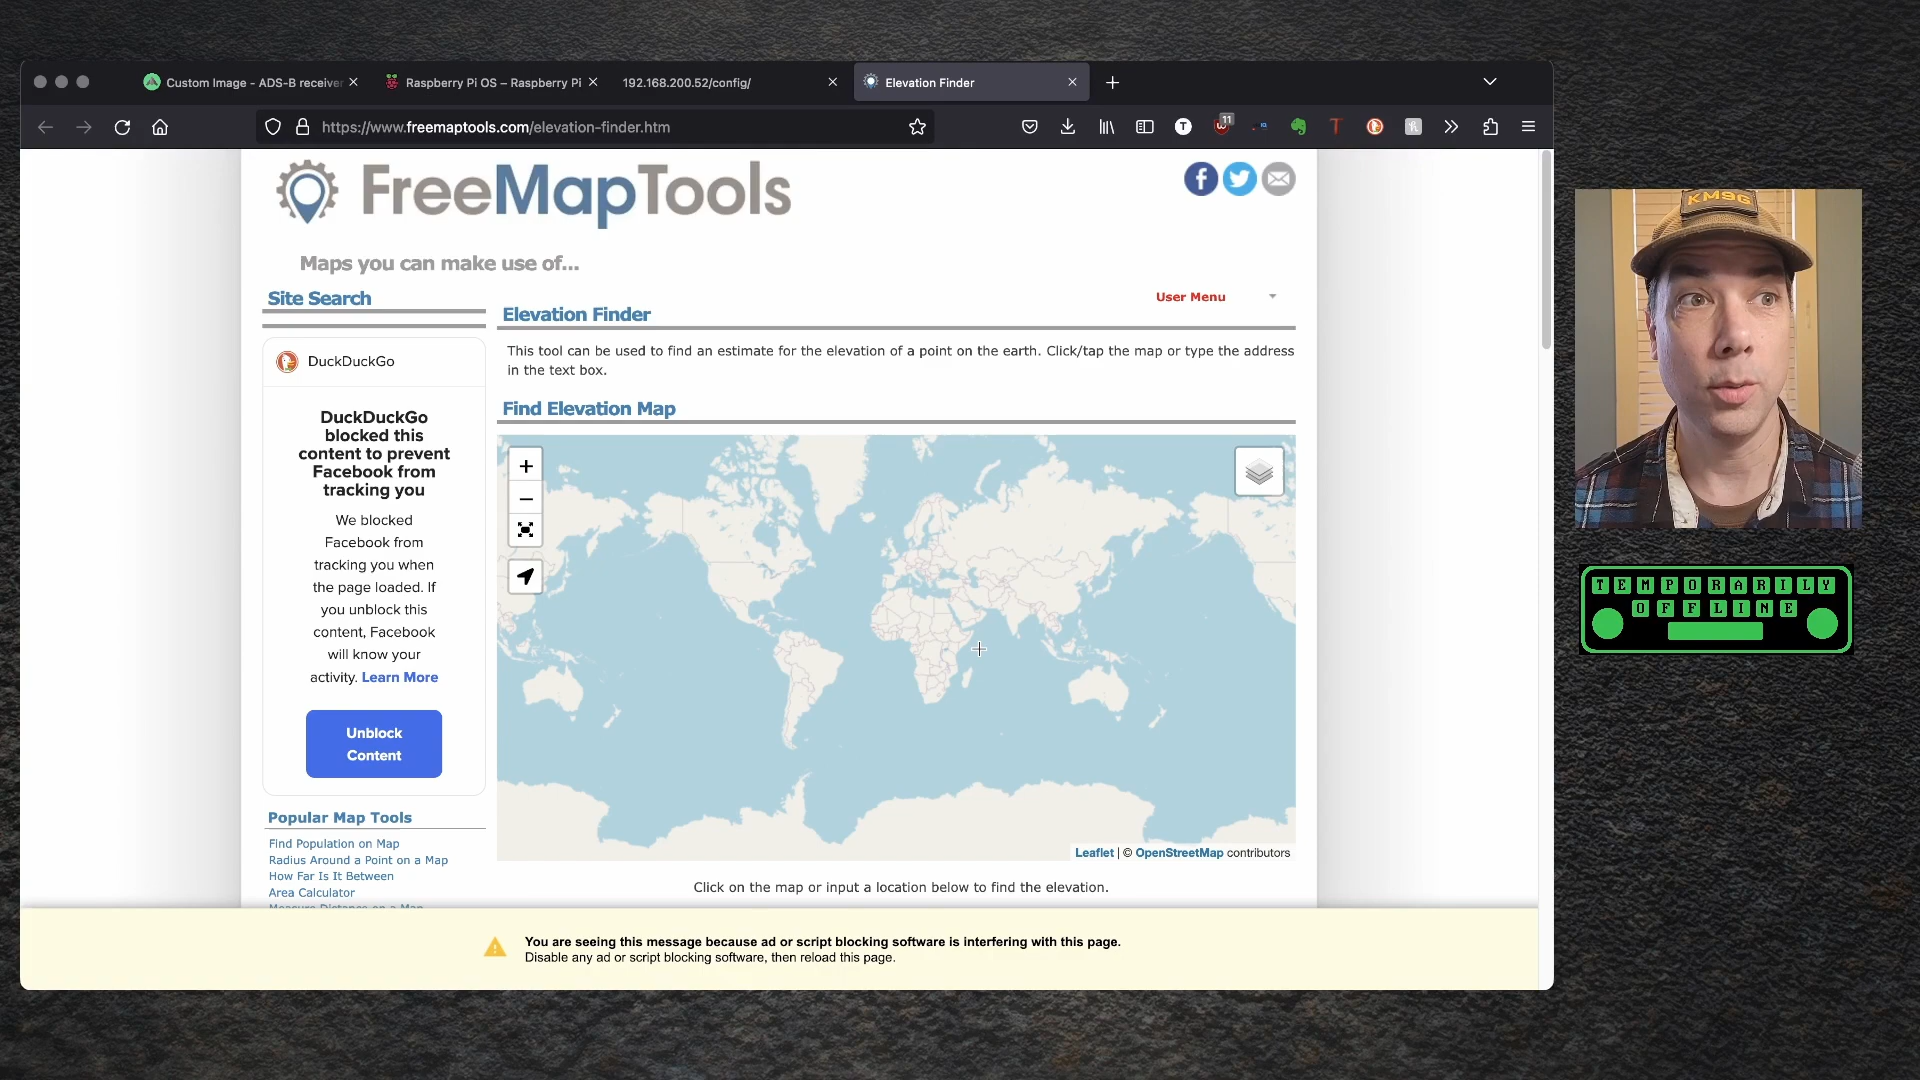 Custom Image - ADS-B receiver
Raspberry Pi OS – Raspberry Pi
192.168.200.52/config/
Elevation Finder
https://www.freemaptools.com/elevation-finder.htm
11
FreeMapTools
Maps you can make use of...
Site Search
User Menu
Elevation Finder
This tool can be used to find an estimate for the elevation of a point on the earth. Click/tap the map or type the address
in the text box.
Find Elevation Map
DuckDuckGo
DuckDuckGo
blocked this
content to prevent
Facebook from
tracking you
We blocked
Facebook from
tracking you when
the page loaded. If
you unblock this
content, Facebook
will know your
activity. Learn More
Unblock
Content
Popular Map Tools
Find Population on Map
Radius Around a Point on a Map
How Far Is It Between
Area Calculator
Measure Distance on a Map
+
−
Leaflet | © OpenStreetMap contributors
Click on the map or input a location below to find the elevation.
You are seeing this message because ad or script blocking software is interfering with this page.
Disable any ad or script blocking software, then reload this page.
KM9G
TEMPORARILY
OFFLINE